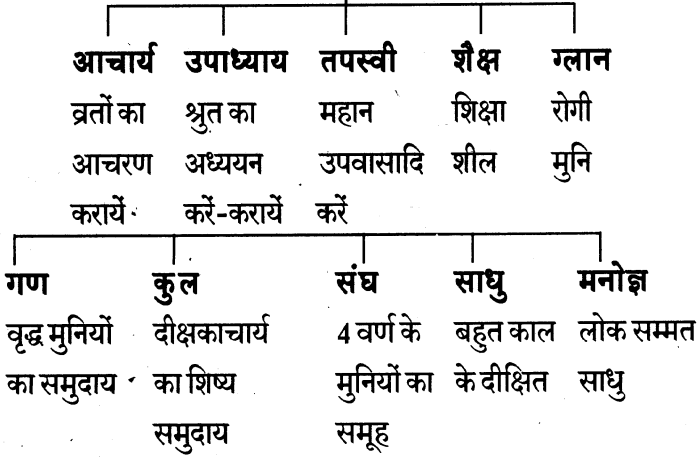 आचार्य उपाध्याय तपस्वी शैक्ष ग्लान
व्रतों का श्रुत का महान शिक्षा रोगी
आचरण अध्ययन उपवासादि शील मुनि
करायें करें-करायें करें
गण कुल संघ साधु मनोज्ञ
वृद्ध मुनियों दीक्षकाचार्य 4 वर्ण के बहुत काल लोक सम्मत
का समुदाय का शिष्य मुनियों का के दीक्षित साधु
समुदाय समूह